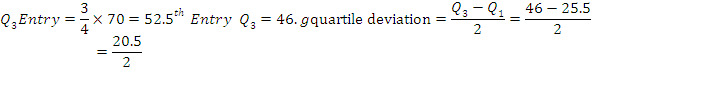 Q₃Entry = 3/4 × 70 = 52.5ᵗʰ Entry Q₃ = 46. gquartile deviation = (Q₃ − Q₁)/2 = (46 − 25.5)/2
= 20.5/2